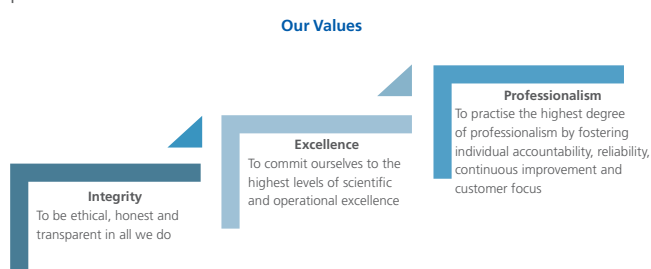 Our Values
Integrity
To be ethical, honest and
transparent in all we do
Excellence
To commit ourselves to the
highest levels of scientific
and operational excellence
Professionalism
To practise the highest degree
of professionalism by fostering
individual accountability, reliability,
continuous improvement and
customer focus